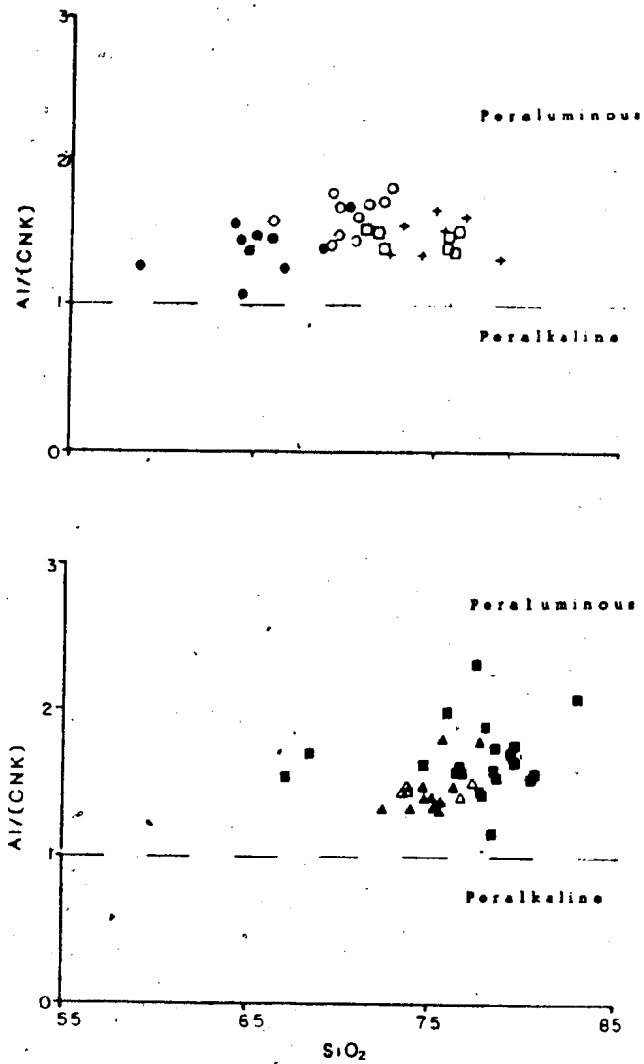 3
Peraluminous
2
Al/(CNK)
1
Peralkaline
0
3
Peraluminous
2
Al/(CNK)
1
Peralkaline
0
55 65 75 85
SiO₂